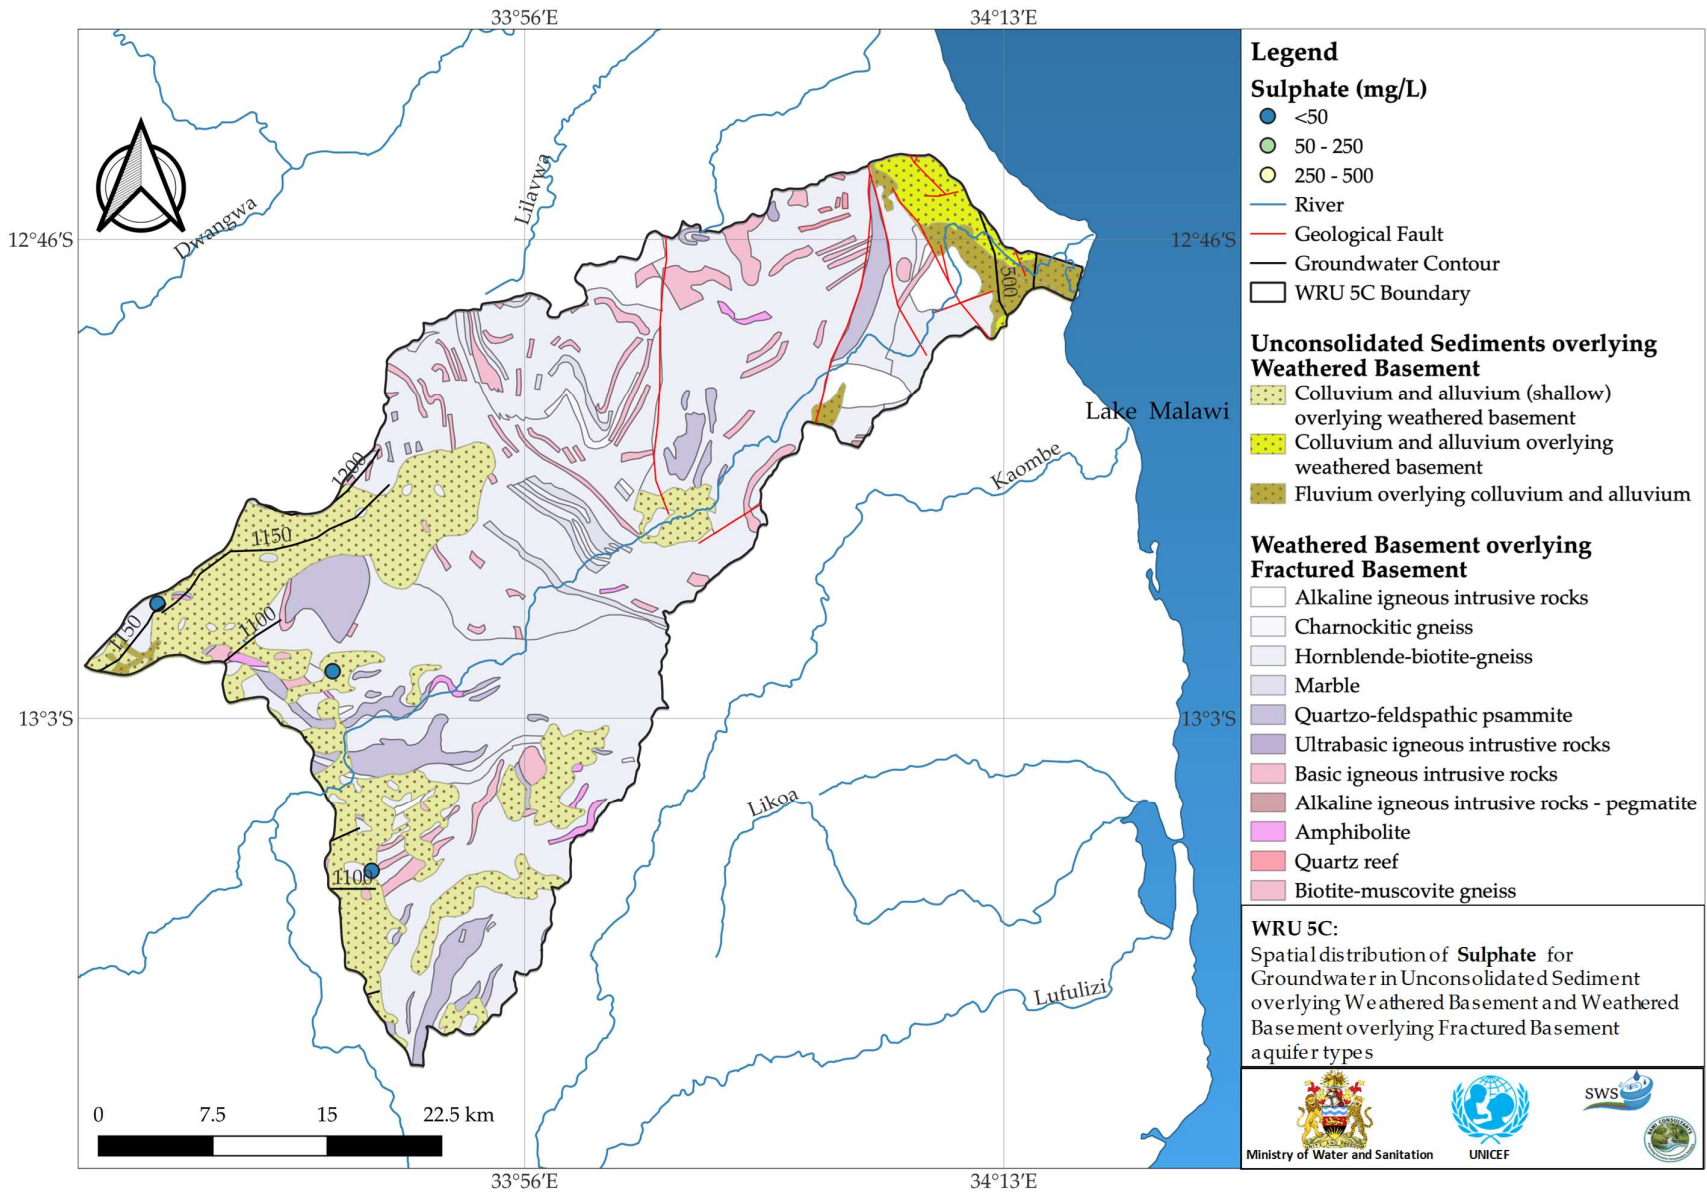 33°56′E
34°13′E
Dwangwa
Lilavwa
12°46′S
12°46′S
500
Lake Malawi
Kaombe
1200
1150
1150
1100
13°3′S
13°3′S
Likoa
1100
Lufulizi
0 7.5 15 22.5 km
33°56′E
34°13′E
Legend
Sulphate (mg/L)
<50
50 - 250
250 - 500
River
Geological Fault
Groundwater Contour
WRU 5C Boundary
Unconsolidated Sediments overlying
Weathered Basement
Colluvium and alluvium (shallow)
overlying weathered basement
Colluvium and alluvium overlying
weathered basement
Fluvium overlying colluvium and alluvium
Weathered Basement overlying
Fractured Basement
Alkaline igneous intrusive rocks
Charnockitic gneiss
Hornblende-biotite-gneiss
Marble
Quartzo-feldspathic psammite
Ultrabasic igneous intrustive rocks
Basic igneous intrusive rocks
Alkaline igneous intrusive rocks - pegmatite
Amphibolite
Quartz reef
Biotite-muscovite gneiss
WRU 5C:
Spatial distribution of Sulphate for
Groundwater in Unconsolidated Sediment
overlying Weathered Basement and Weathered
Basement overlying Fractured Basement
aquifer types
SWS
Ministry of Water and Sanitation
UNICEF